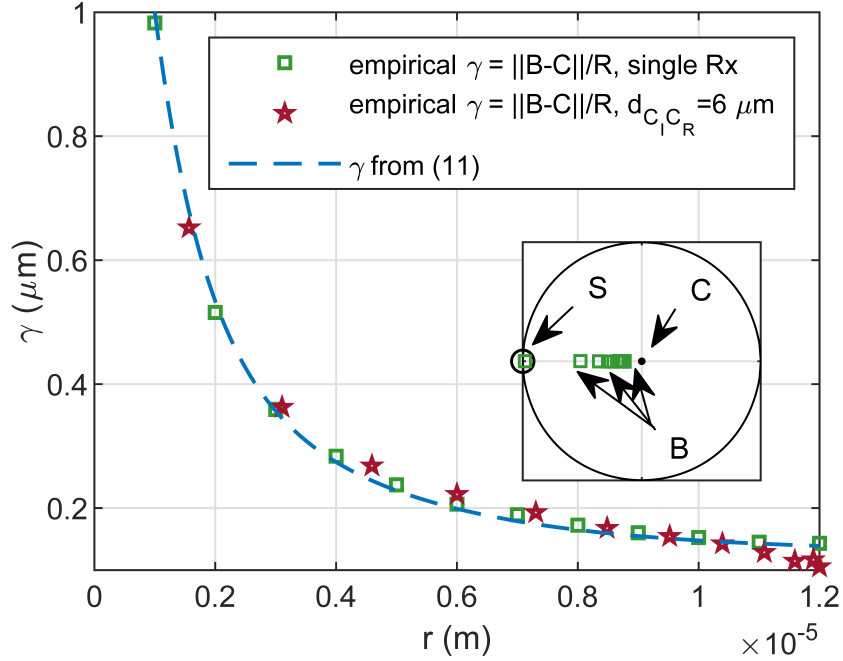 1
0.8
0.6
0.4
0.2
γ (μm)
empirical γ = ||B-C||/R, single Rx
empirical γ = ||B-C||/R, d_{C_I C_R}=6 μm
γ from (11)
S
C
B
0 0.2 0.4 0.6 0.8 1 1.2
r (m)
×10^{-5}